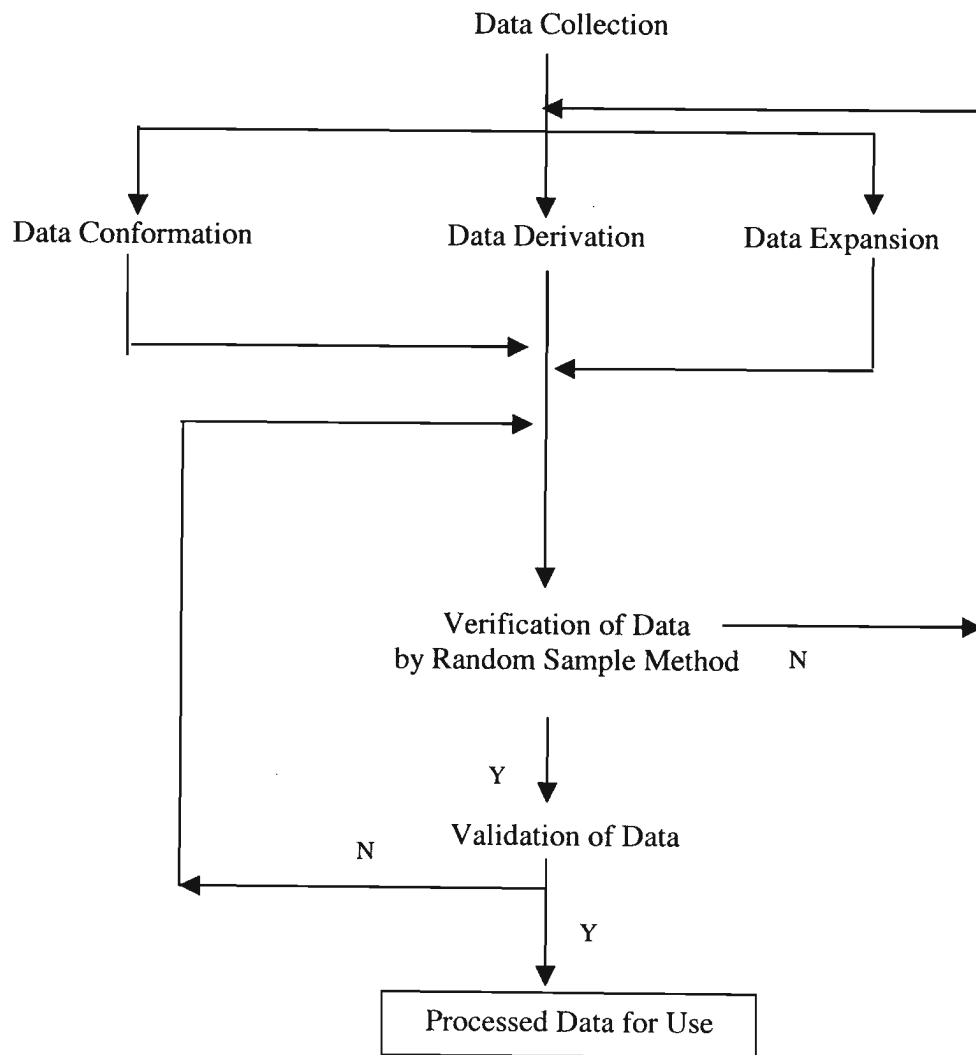 Data Collection
Data Conformation
Data Derivation
Data Expansion
Verification of Data
by Random Sample Method
N
Y
Validation of Data
N
Y
Processed Data for Use